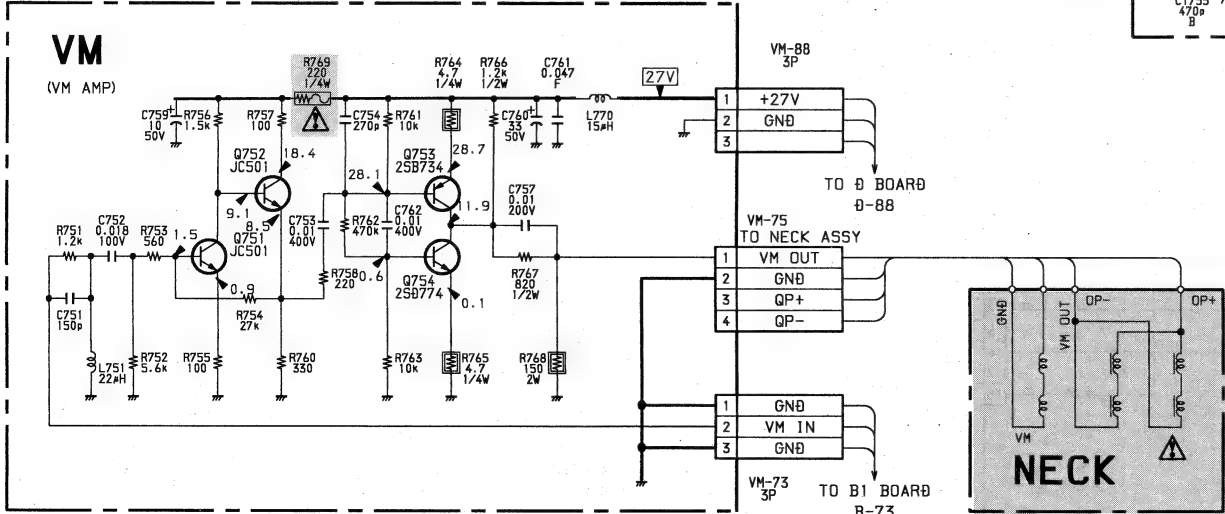 C1755
470p
B
VM
(VM AMP)
R769
220
1/4W
R764
4.7
1/4W
R766
1.2k
1/2W
C761
0.047
F
27V
VM-88
3P
C759
10
50V
+
R756
1.5k
R757
100
C754
270p
R761
10k
C760
33
50V
+
L770
15µH
1 +27V
2 GND
3
TO D BOARD
D-88
Q752
JC501
18.4
Q753
2SB734
28.7
28.1
9.1
8.5
C753
0.01
400V
R762
470k
C762
0.01
400V
11.9
C757
0.01
200V
R751
1.2k
C752
0.018
100V
R753
560
1.5
Q751
JC501
0.9
R758
220
0.6
Q754
2SD774
0.1
R767
820
1/2W
VM-75
TO NECK ASSY
1 VM OUT
2 GND
3 QP+
4 QP-
C751
150p
R754
27k
L751
22µH
R752
5.6k
R755
100
R760
330
R763
10k
R765
4.7
1/4W
R768
150
2W
GND
VM OUT
QP-
QP+
VM
NECK
1 GND
2 VM IN
3 GND
VM-73
3P
TO B1 BOARD
B-73